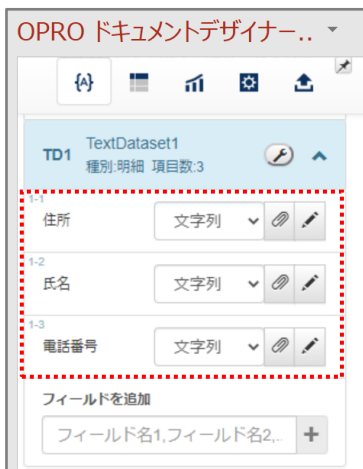 OPRO ドキュメントデザイナー..
{A}
TD1 TextDataset1
種別:明細 項目数:3
1-1
住所 文字列
1-2
氏名 文字列
1-3
電話番号 文字列
フィールドを追加
フィールド名1,フィールド名2,.. +